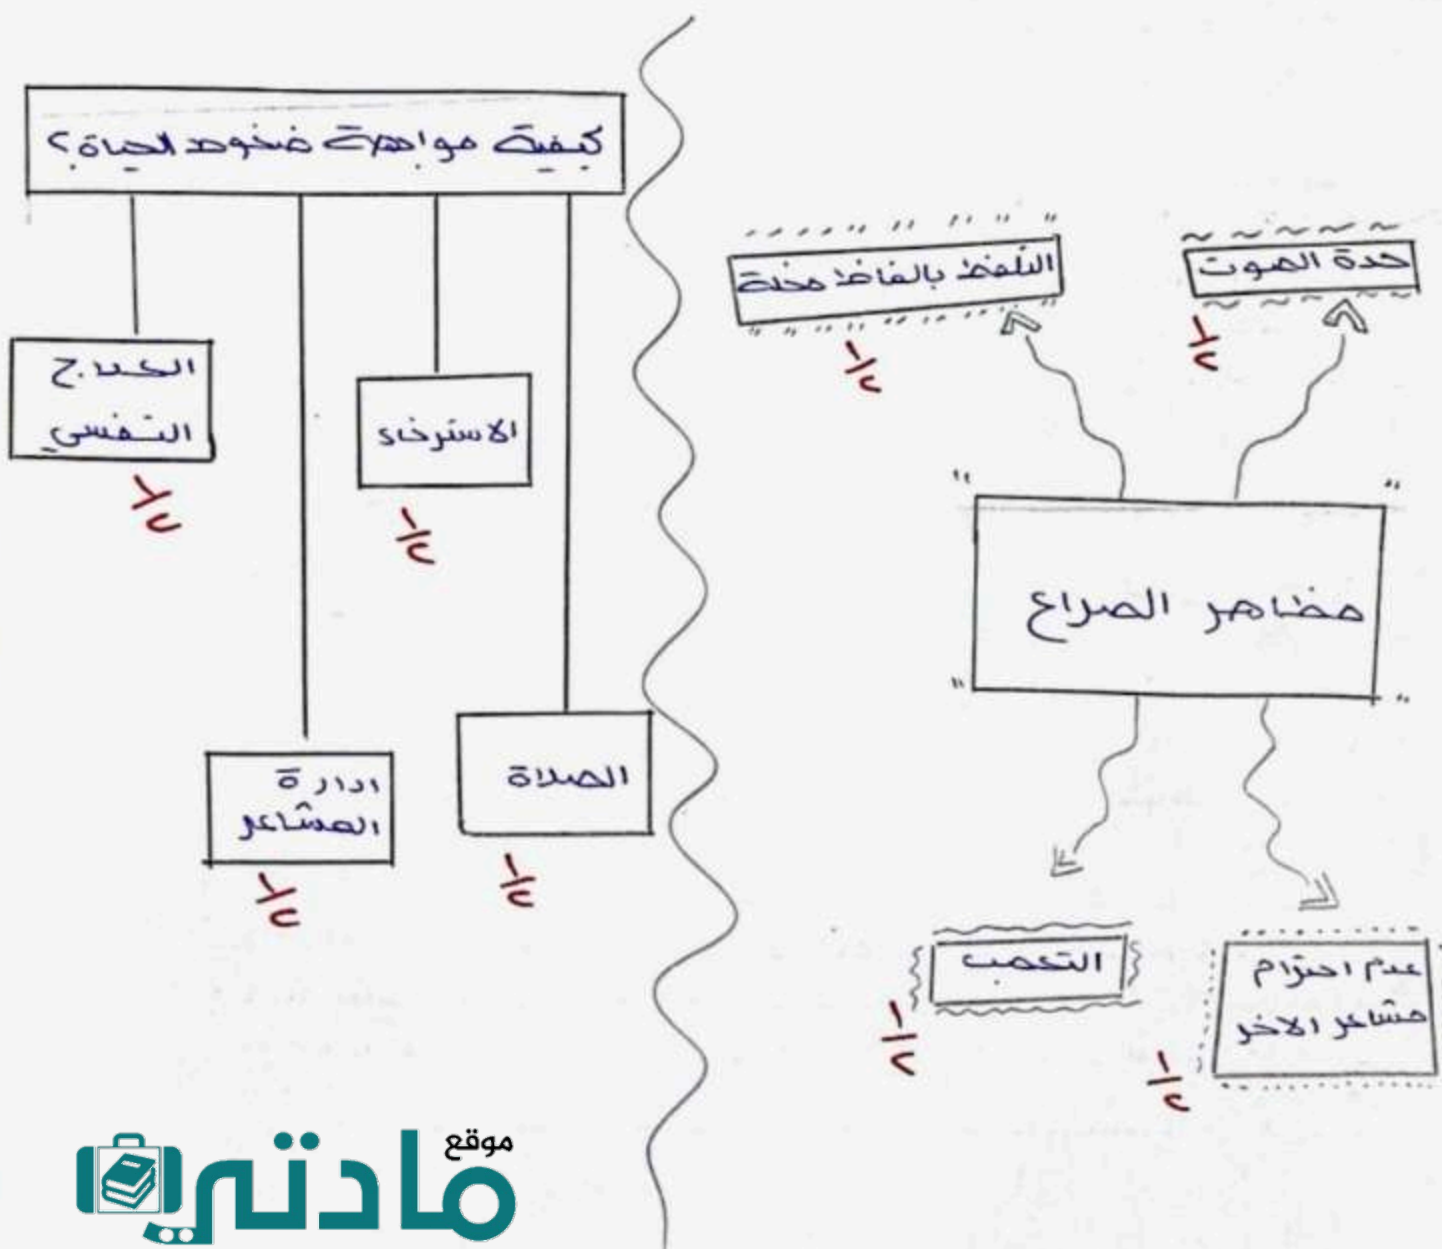 حدة الصوت
١/٢
التلفظ بالفاظ مخلة
١/٢
مظاهر الصراع
عدم احترام
مشاعر الاخر
١/٢
التعصب
١/٢
كيفية مواجهة ضغوط الحياة؟
الصلاة
١/٢
الاسترخاء
١/٢
ادارة
المشاعر
١/٢
العلاج
النفسي
١/٢
موقع
مادتي